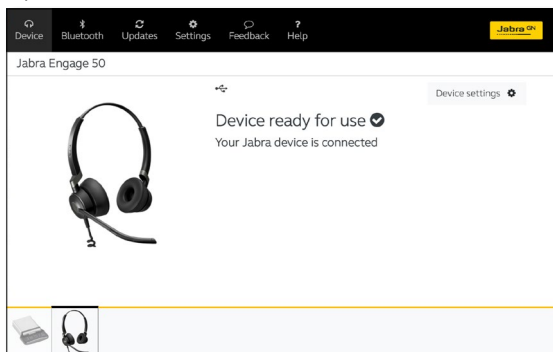 Device
Bluetooth
Updates
Settings
Feedback
Help
Jabra GN
Jabra Engage 50
Device settings
Device ready for use
Your Jabra device is connected